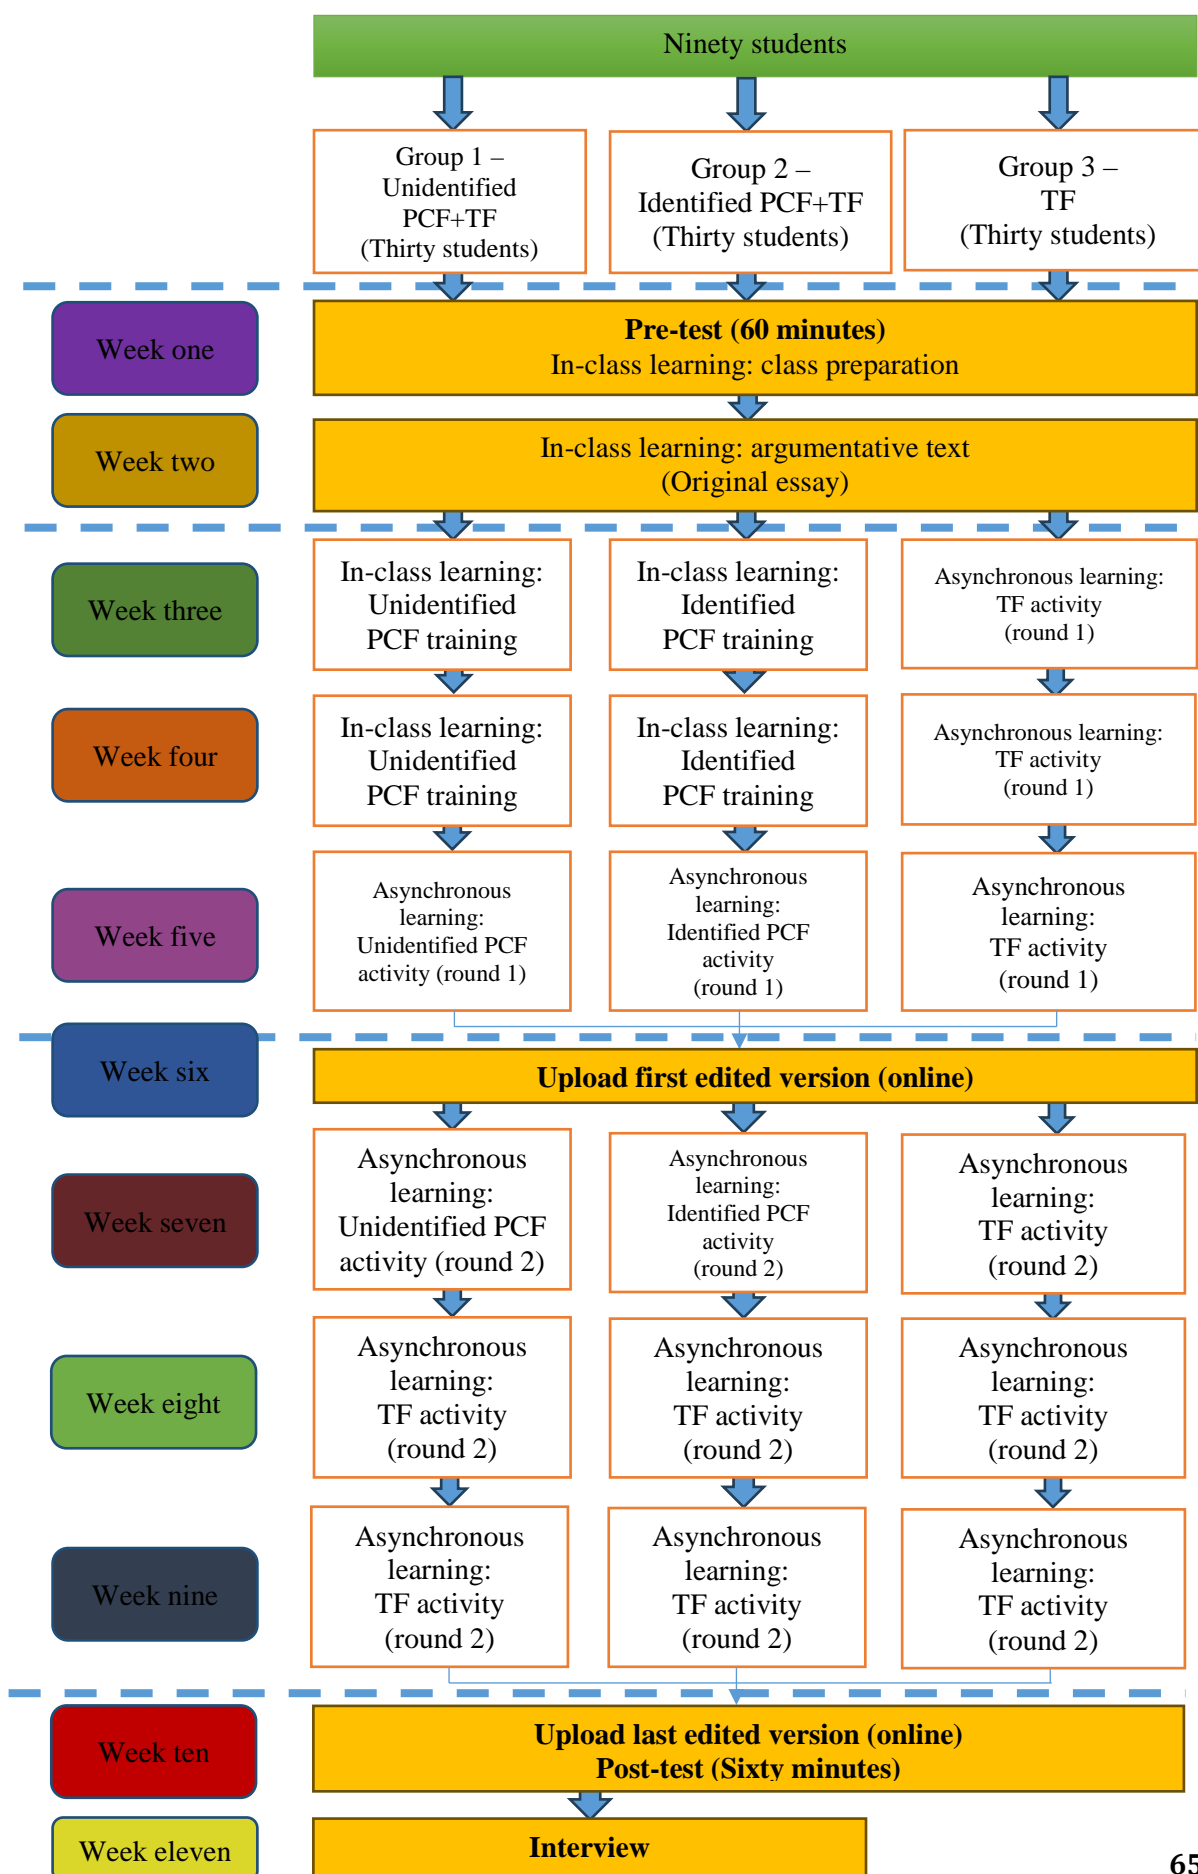 Ninety students
Group 1 –
Unidentified
PCF+TF
(Thirty students)
Group 2 –
Identified PCF+TF
(Thirty students)
Group 3 –
TF
(Thirty students)
Week one
Pre-test (60 minutes)
In-class learning: class preparation
Week two
In-class learning: argumentative text
(Original essay)
Week three
In-class learning:
Unidentified
PCF training
In-class learning:
Identified
PCF training
Asynchronous learning:
TF activity
(round 1)
Week four
In-class learning:
Unidentified
PCF training
In-class learning:
Identified
PCF training
Asynchronous learning:
TF activity
(round 1)
Week five
Asynchronous
learning:
Unidentified PCF
activity (round 1)
Asynchronous
learning:
Identified PCF
activity
(round 1)
Asynchronous
learning:
TF activity
(round 1)
Week six
Upload first edited version (online)
Week seven
Asynchronous
learning:
Unidentified PCF
activity (round 2)
Asynchronous
learning:
Identified PCF
activity
(round 2)
Asynchronous
learning:
TF activity
(round 2)
Week eight
Asynchronous
learning:
TF activity
(round 2)
Asynchronous
learning:
TF activity
(round 2)
Asynchronous
learning:
TF activity
(round 2)
Week nine
Asynchronous
learning:
TF activity
(round 2)
Asynchronous
learning:
TF activity
(round 2)
Asynchronous
learning:
TF activity
(round 2)
Week ten
Upload last edited version (online)
Post-test (Sixty minutes)
Week eleven
Interview
65